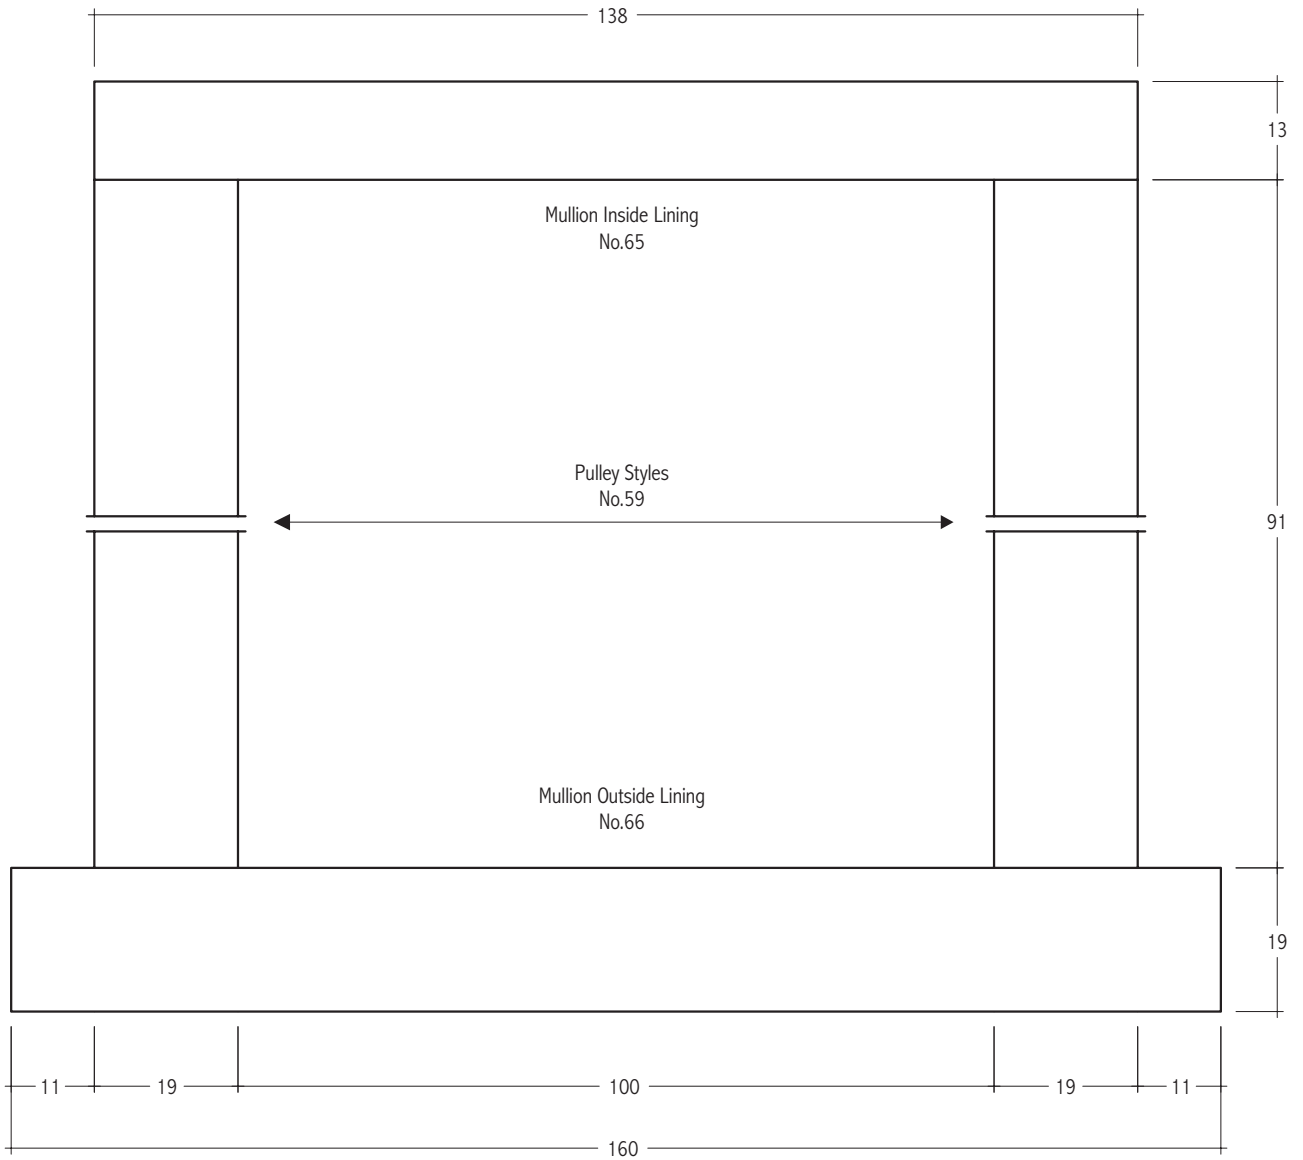 138
13
Mullion Inside Lining
No.65
Pulley Styles
No.59
91
Mullion Outside Lining
No.66
19
11 19 100 19 11
160